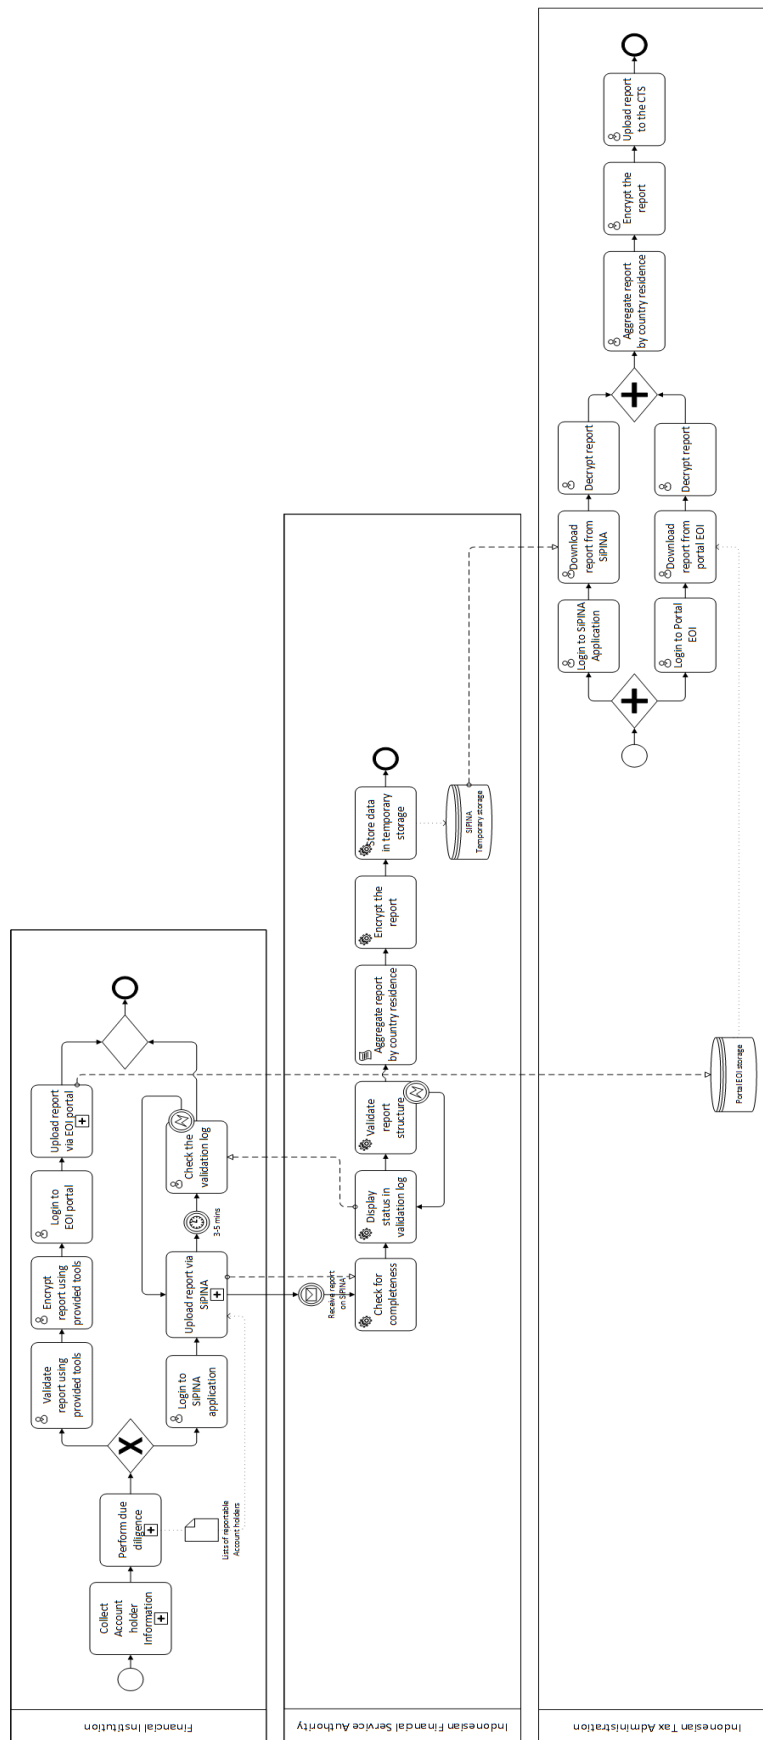 Financial Institution
Collect
Account
holder
Information
Perform due
diligence
Lists of reportable
Account holders
Validate
report using
provided tools
Encrypt
report using
provided tools
Login to
EOI portal
Upload report
via EOI portal
Login to
SiPINA
application
Upload report via
SiPINA
3-5 mins
Check the
validation log
Indonesian Financial Service Authority
Receive report
on SiPINA
Check for
completeness
Display
status in
validation log
Validate
report
structure
Aggregate report
by country residence
Encrypt the
report
Store data
in temporary
storage
SiPINA
Temporary storage
Indonesian Tax Administration
Portal EOI storage
Login to SiPINA
Application
Download
report from
SiPINA
Decrypt report
Login to Portal
EOI
Download
report from
portal EOI
Decrypt report
Aggregate report
by country residence
Encrypt the
report
Upload report
to the CTS